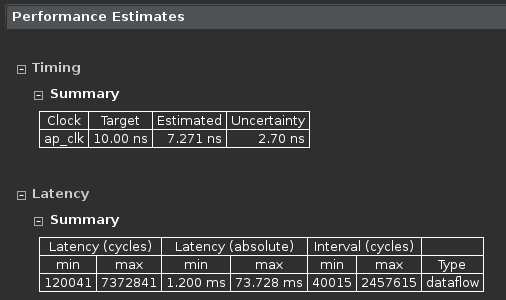 Performance Estimates
Timing
Summary
Clock Target Estimated Uncertainty
ap_clk 10.00 ns 7.271 ns 2.70 ns
Latency
Summary
Latency (cycles) Latency (absolute) Interval (cycles)
min max min max min max Type
120041 7372841 1.200 ms 73.728 ms 40015 2457615 dataflow